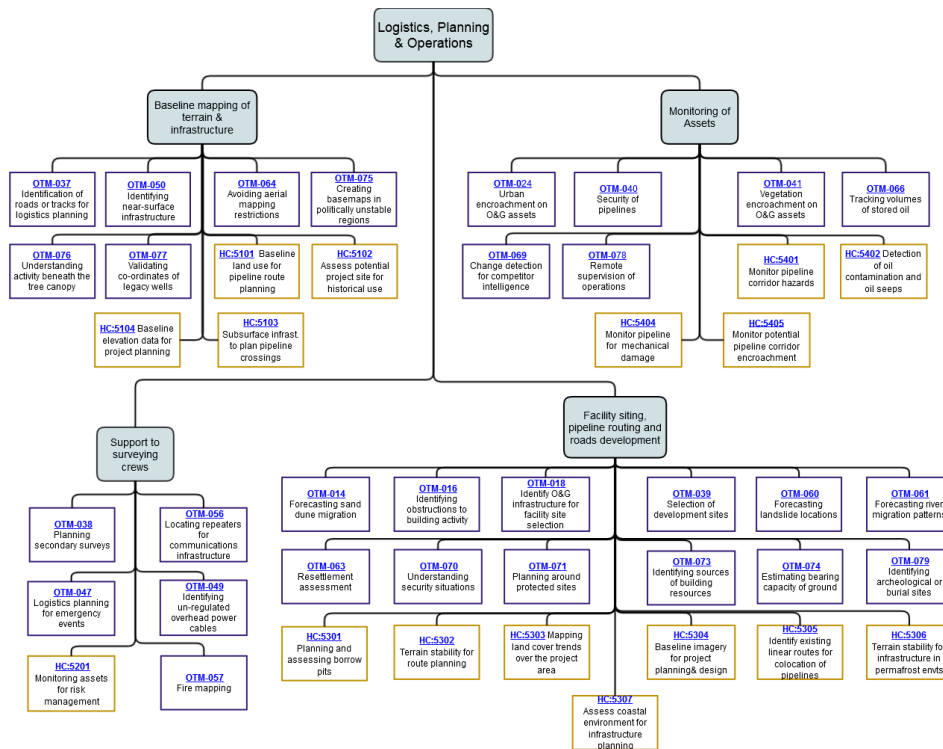 Logistics, Planning
& Operations
Baseline mapping of
terrain &
infrastructure
Monitoring of
Assets
OTM-037
Identification of
roads or tracks for
logistics planning
OTM-050
Identifying
near-surface
infrastructure
OTM-064
Avoiding aerial
mapping
restrictions
OTM-075
Creating
basemaps in
politically unstable
regions
OTM-024
Urban
encroachment on
O&G assets
OTM-040
Security of
pipelines
OTM-041
Vegetation
encroachment on
O&G assets
OTM-066
Tracking volumes
of stored oil
OTM-076
Understanding
activity beneath the
tree canopy
OTM-077
Validating
co-ordinates of
legacy wells
HC:5101 Baseline
land use for
pipeline route
planning
HC:5102
Assess potential
project site for
historical use
OTM-069
Change detection
for competitor
intelligence
OTM-078
Remote
supervision of
operations
HC:5401
Monitor pipeline
corridor hazards
HC:5402 Detection
of oil
contamination and
oil seeps
HC:5104 Baseline
elevation data for
project planning
HC:5103
Subsurface infrast.
to plan pipeline
crossings
HC:5404
Monitor pipeline
for mechanical
damage
HC:5405
Monitor potential
pipeline corridor
encroachment
Support to
surveying
crews
Facility siting,
pipeline routing and
roads development
OTM-038
Planning
secondary surveys
OTM-056
Locating repeaters
for
communications
infrastructure
OTM-047
Logistics planning
for emergency
events
OTM-049
Identifying
un-regulated
overhead power
cables
HC:5201
Monitoring assets
for risk
management
OTM-057
Fire mapping
OTM-014
Forecasting sand
dune migration
OTM-016
Identifying
obstructions to
building activity
OTM-018
Identify O&G
infrastructure for
facility site
selection
OTM-039
Selection of
development sites
OTM-060
Forecasting
landslide locations
OTM-061
Forecasting river
migration patterns
OTM-063
Resettlement
assessment
OTM-070
Understanding
security situations
OTM-071
Planning around
protected sites
OTM-073
Identifying sources
of building
resources
OTM-074
Estimating bearing
capacity of ground
OTM-079
Identifying
archeological or
burial sites
HC:5301
Planning and
assessing borrow
pits
HC:5302
Terrain stability for
route planning
HC:5303 Mapping
land cover trends
over the project
area
HC:5304
Baseline imagery
for project
planning& design
HC:5305
Identify existing
linear routes for
colocation of
pipelines
HC:5306
Terrain stability for
infrastructure in
permafrost envts
HC:5307
Assess coastal
environment for
infrastructure
planning